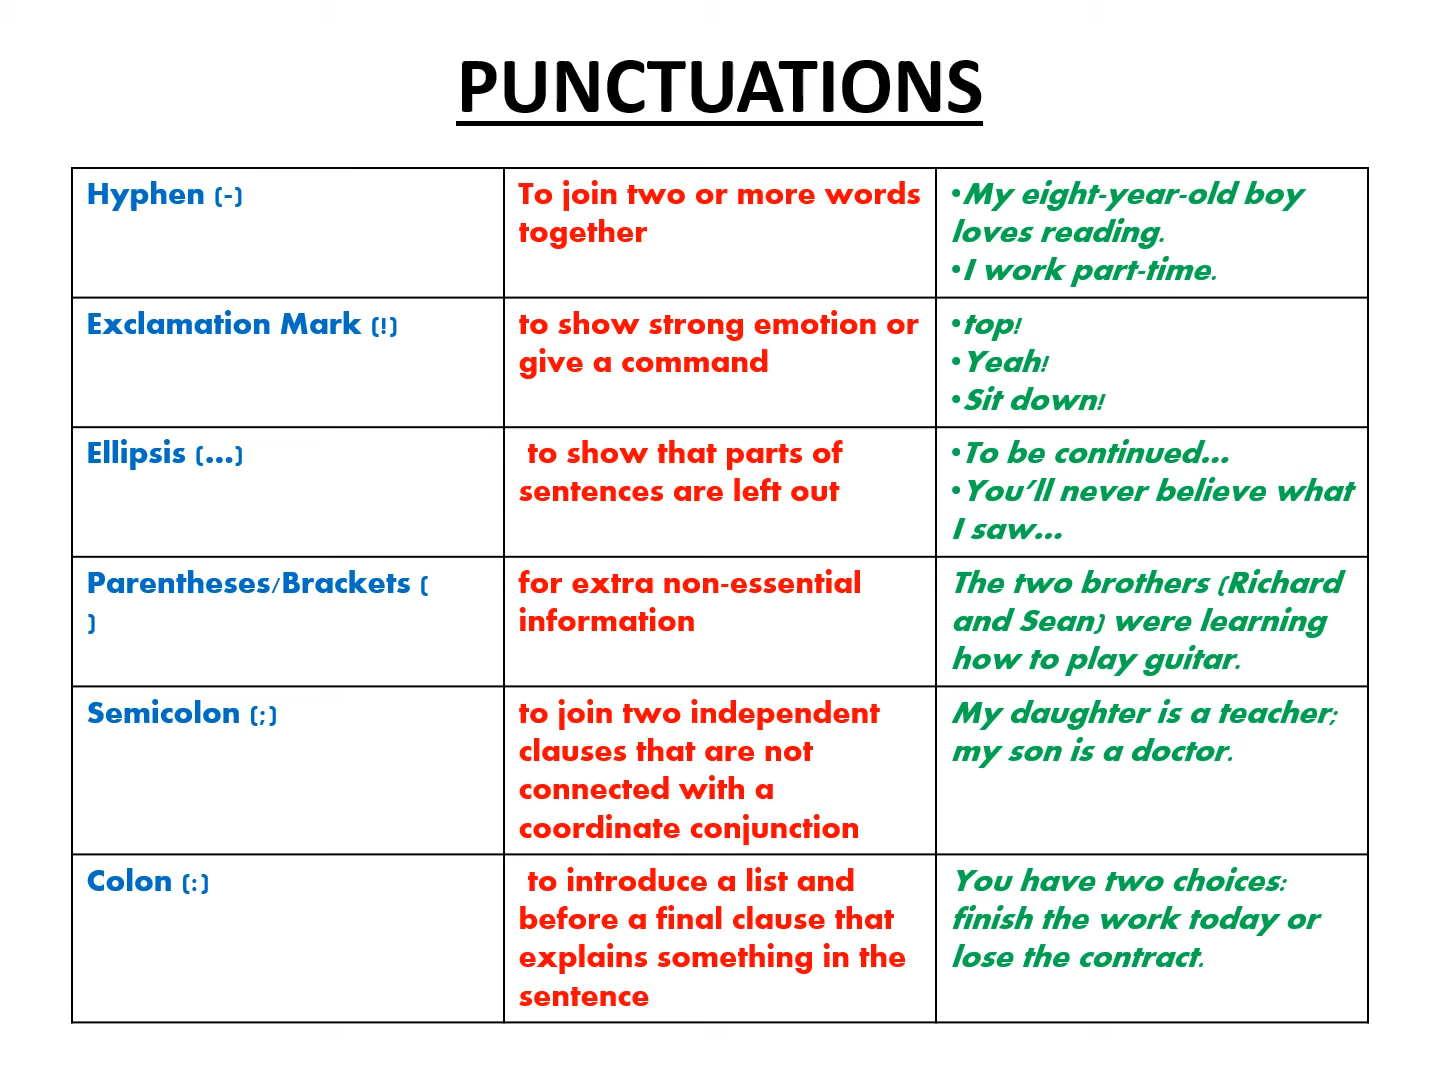 PUNCTUATIONS
Hyphen (-)
To join two or more words
together
•My eight-year-old boy
loves reading.
•I work part-time.
Exclamation Mark (!)
to show strong emotion or
give a command
•top!
•Yeah!
•Sit down!
Ellipsis (…)
to show that parts of
sentences are left out
•To be continued…
•You’ll never believe what
I saw…
Parentheses/Brackets (
)
for extra non-essential
information
The two brothers (Richard
and Sean) were learning
how to play guitar.
Semicolon (;)
to join two independent
clauses that are not
connected with a
coordinate conjunction
My daughter is a teacher;
my son is a doctor.
Colon (:)
to introduce a list and
before a final clause that
explains something in the
sentence
You have two choices:
finish the work today or
lose the contract.